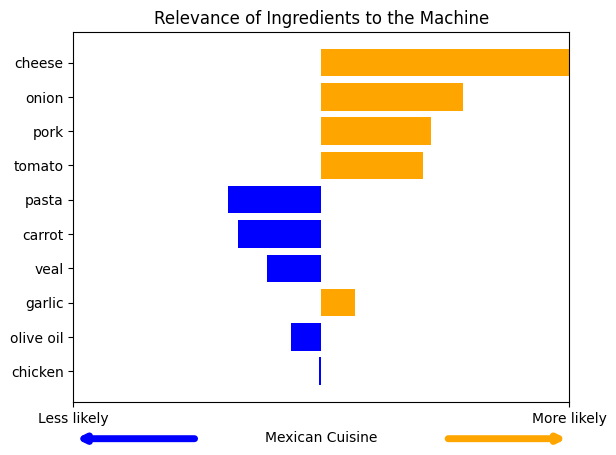 Relevance of Ingredients to the Machine
cheese
onion
pork
tomato
pasta
carrot
veal
garlic
olive oil
chicken
Less likely
More likely
Mexican Cuisine